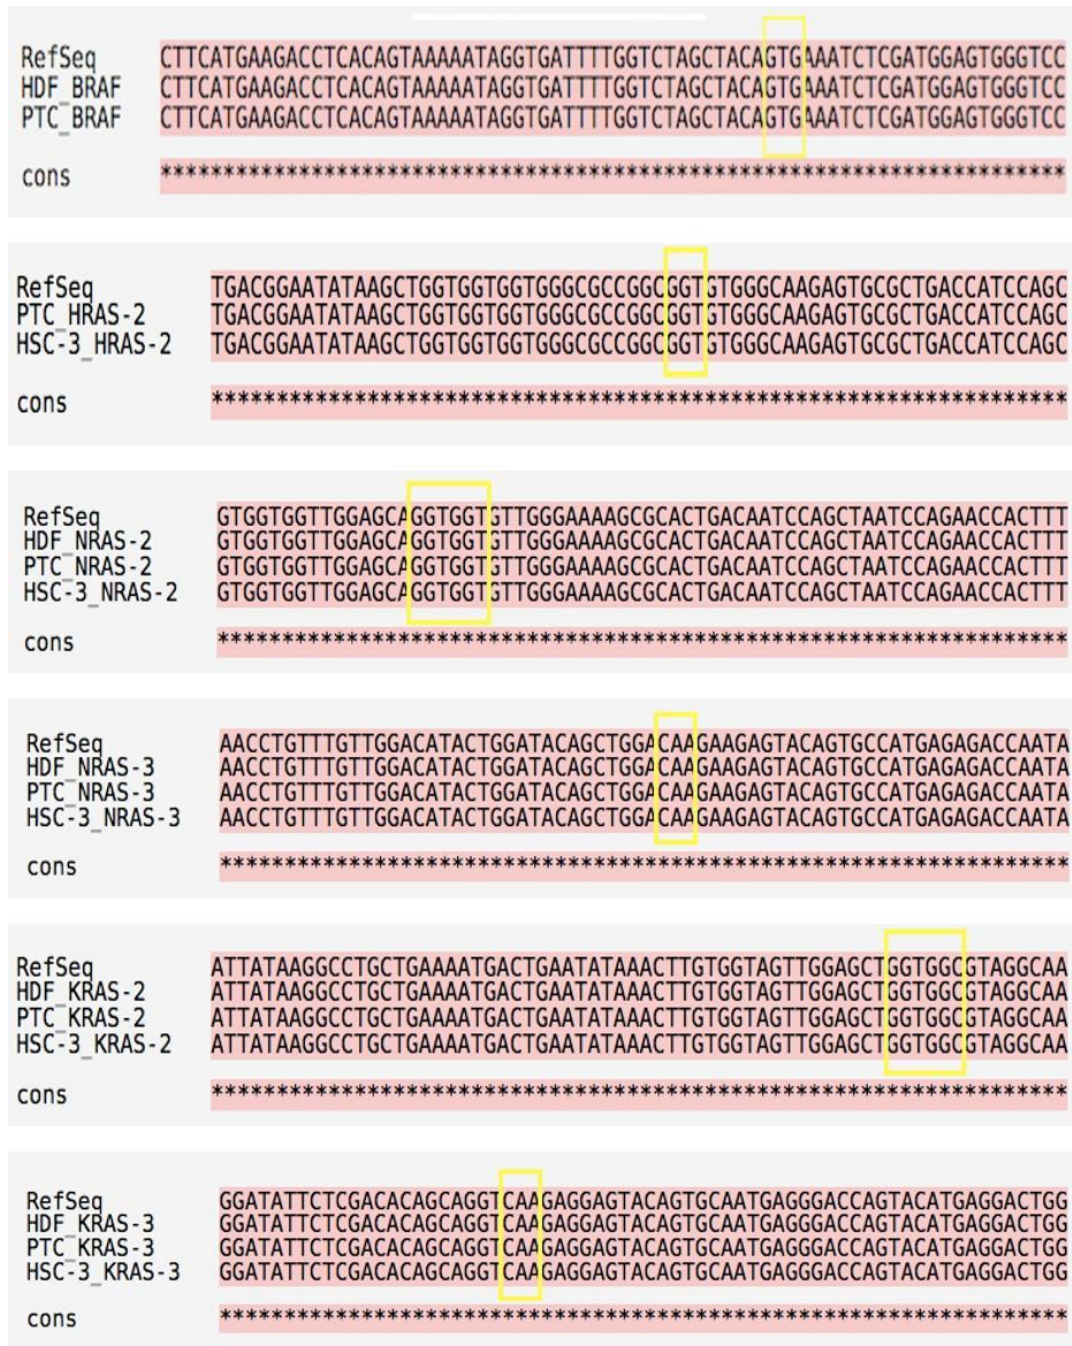 RefSeq CTTCATGAAGACCTCACAGTAAAAATAGGTGATTTTGGTCTAGCTACAGTGAAATCTCGATGGAGTGGGTCC
HDF_BRAF CTTCATGAAGACCTCACAGTAAAAATAGGTGATTTTGGTCTAGCTACAGTGAAATCTCGATGGAGTGGGTCC
PTC_BRAF CTTCATGAAGACCTCACAGTAAAAATAGGTGATTTTGGTCTAGCTACAGTGAAATCTCGATGGAGTGGGTCC
cons ************************************************************************
RefSeq TGACGGAATATAAGCTGGTGGTGGTGGGCGCCGGCGGTGTGGGCAAGAGTGCGCTGACCATCCAGC
PTC_HRAS-2 TGACGGAATATAAGCTGGTGGTGGTGGGCGCCGGCGGTGTGGGCAAGAGTGCGCTGACCATCCAGC
HSC-3_HRAS-2 TGACGGAATATAAGCTGGTGGTGGTGGGCGCCGGCGGTGTGGGCAAGAGTGCGCTGACCATCCAGC
cons ******************************************************************
RefSeq GTGGTGGTTGGAGCAGGTGGTGTTGGGAAAAGCGCACTGACAATCCAGCTAATCCAGAACCACTTT
HDF_NRAS-2 GTGGTGGTTGGAGCAGGTGGTGTTGGGAAAAGCGCACTGACAATCCAGCTAATCCAGAACCACTTT
PTC_NRAS-2 GTGGTGGTTGGAGCAGGTGGTGTTGGGAAAAGCGCACTGACAATCCAGCTAATCCAGAACCACTTT
HSC-3_NRAS-2 GTGGTGGTTGGAGCAGGTGGTGTTGGGAAAAGCGCACTGACAATCCAGCTAATCCAGAACCACTTT
cons ******************************************************************
RefSeq AACCTGTTTGTTGGACATACTGGATACAGCTGGACAAGAAGAGTACAGTGCCATGAGAGACCAATA
HDF_NRAS-3 AACCTGTTTGTTGGACATACTGGATACAGCTGGACAAGAAGAGTACAGTGCCATGAGAGACCAATA
PTC_NRAS-3 AACCTGTTTGTTGGACATACTGGATACAGCTGGACAAGAAGAGTACAGTGCCATGAGAGACCAATA
HSC-3_NRAS-3 AACCTGTTTGTTGGACATACTGGATACAGCTGGACAAGAAGAGTACAGTGCCATGAGAGACCAATA
cons ******************************************************************
RefSeq ATTATAAGGCCTGCTGAAAATGACTGAATATAAACTTGTGGTAGTTGGAGCTGGTGGCGTAGGCAA
HDF_KRAS-2 ATTATAAGGCCTGCTGAAAATGACTGAATATAAACTTGTGGTAGTTGGAGCTGGTGGCGTAGGCAA
PTC_KRAS-2 ATTATAAGGCCTGCTGAAAATGACTGAATATAAACTTGTGGTAGTTGGAGCTGGTGGCGTAGGCAA
HSC-3_KRAS-2 ATTATAAGGCCTGCTGAAAATGACTGAATATAAACTTGTGGTAGTTGGAGCTGGTGGCGTAGGCAA
cons ******************************************************************
RefSeq GGATATTCTCGACACAGCAGGTCAAGAGGAGTACAGTGCAATGAGGGACCAGTACATGAGGACTGG
HDF_KRAS-3 GGATATTCTCGACACAGCAGGTCAAGAGGAGTACAGTGCAATGAGGGACCAGTACATGAGGACTGG
PTC_KRAS-3 GGATATTCTCGACACAGCAGGTCAAGAGGAGTACAGTGCAATGAGGGACCAGTACATGAGGACTGG
HSC-3_KRAS-3 GGATATTCTCGACACAGCAGGTCAAGAGGAGTACAGTGCAATGAGGGACCAGTACATGAGGACTGG
cons ******************************************************************